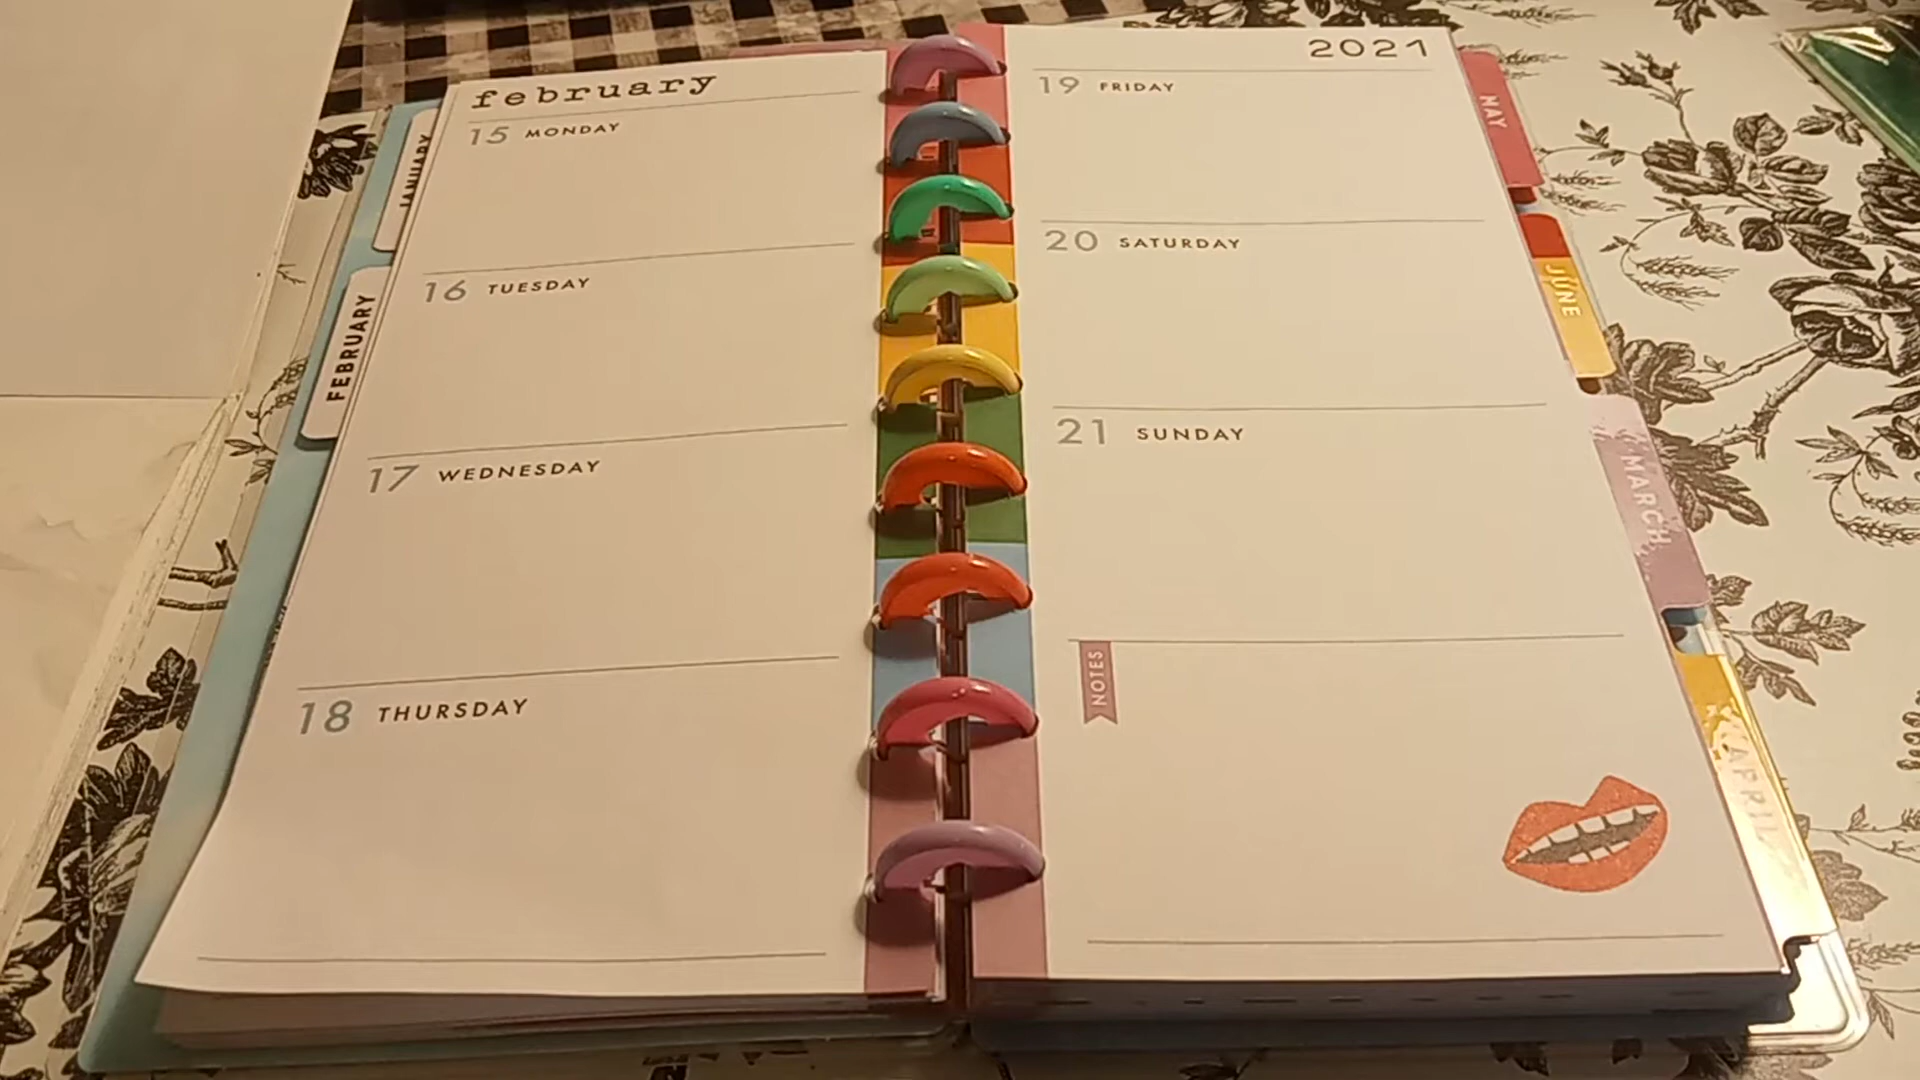 february
15 MONDAY
16 TUESDAY
17 WEDNESDAY
18 THURSDAY
2021
19 FRIDAY
20 SATURDAY
21 SUNDAY
NOTES
JANUARY
FEBRUARY
MAY
JUNE
MARCH
APRIL